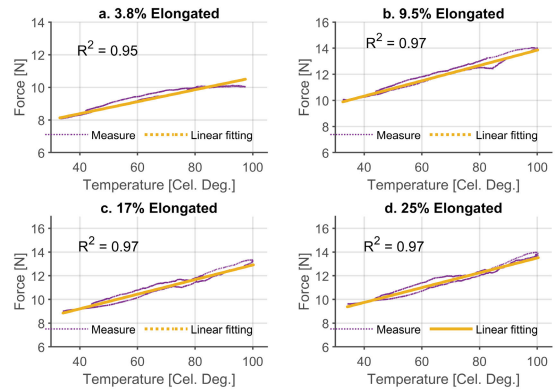 a. 3.8% Elongated
14
12
10
8
6
Force [N]
R² = 0.95
Measure Linear fitting
40 60 80 100
Temperature [Cel. Deg.]
b. 9.5% Elongated
16
14
12
10
8
6
Force [N]
R² = 0.97
Measure Linear fitting
40 60 80 100
Temperature [Cel. Deg.]
c. 17% Elongated
16
14
12
10
8
6
Force [N]
R² = 0.97
Measure Linear fitting
40 60 80 100
Temperature [Cel. Deg.]
d. 25% Elongated
16
14
12
10
8
6
Force [N]
R² = 0.97
Measure Linear fitting
40 60 80 100
Temperature [Cel. Deg.]